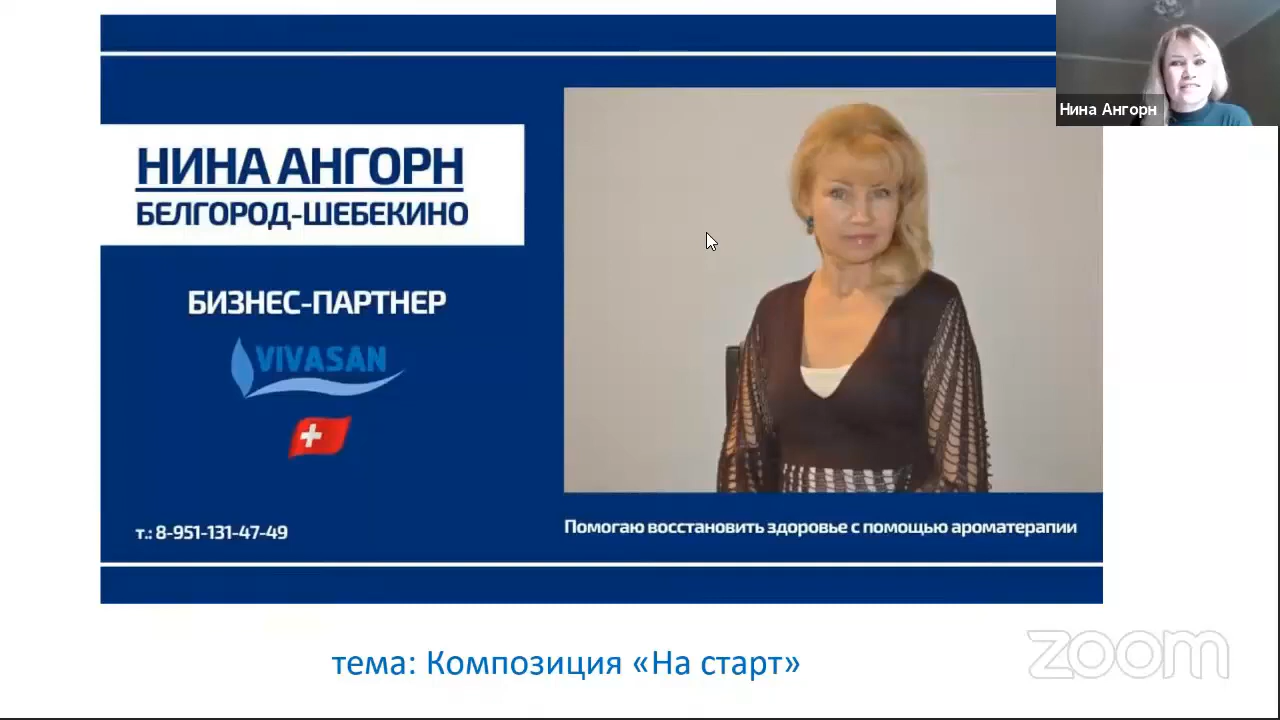 НИНА АНГОРН
БЕЛГОРОД-ШЕБЕКИНО
БИЗНЕС-ПАРТНЕР
VIVASAN
т.: 8-951-131-47-49
Помогаю восстановить здоровье с помощью ароматерапии
Нина Ангорн
тема: Композиция «На старт»
zoom